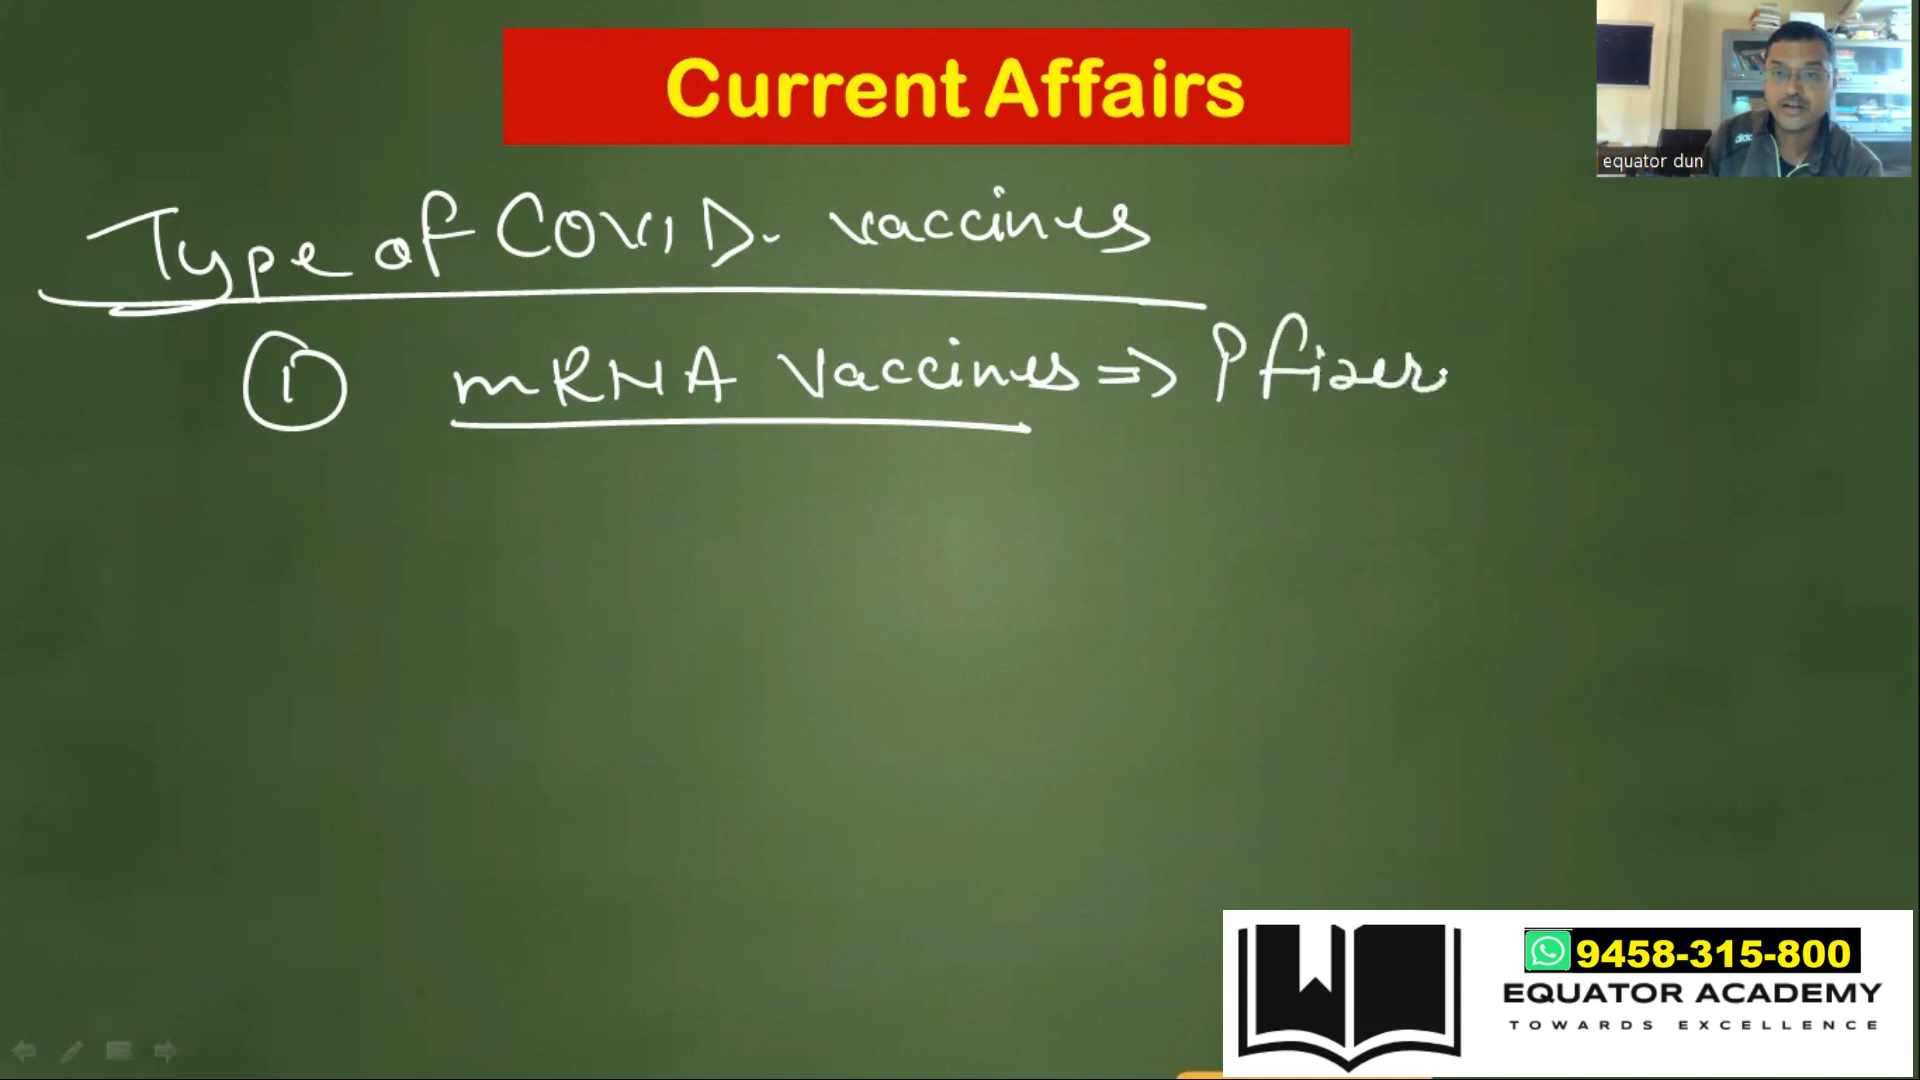 Current Affairs
equator dun
Type of COVID. vaccines
① mRNA Vaccines ⇒ Pfizer
9458-315-800
EQUATOR ACADEMY
TOWARDS EXCELLENCE